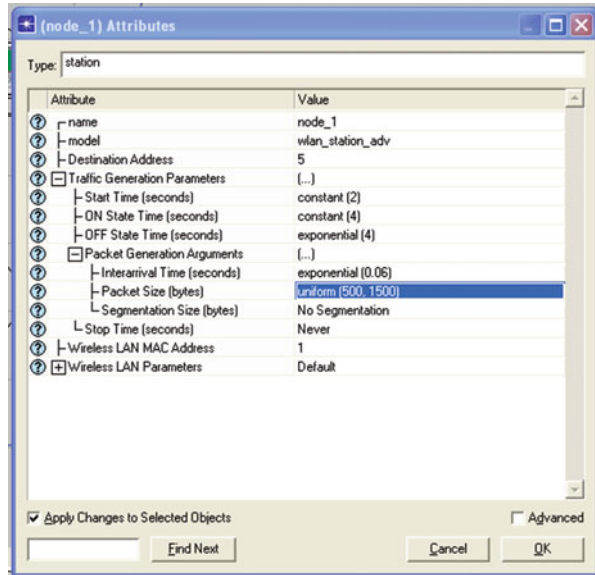 (node_1) Attributes
Type: station
Attribute Value
name node_1
model wlan_station_adv
Destination Address 5
Traffic Generation Parameters (...)
Start Time (seconds) constant (2)
ON State Time (seconds) constant (4)
OFF State Time (seconds) exponential (4)
Packet Generation Arguments (...)
Interarrival Time (seconds) exponential (0.06)
Packet Size (bytes) uniform (500, 1500)
Segmentation Size (bytes) No Segmentation
Stop Time (seconds) Never
Wireless LAN MAC Address 1
Wireless LAN Parameters Default
Apply Changes to Selected Objects Advanced
Find Next Cancel OK